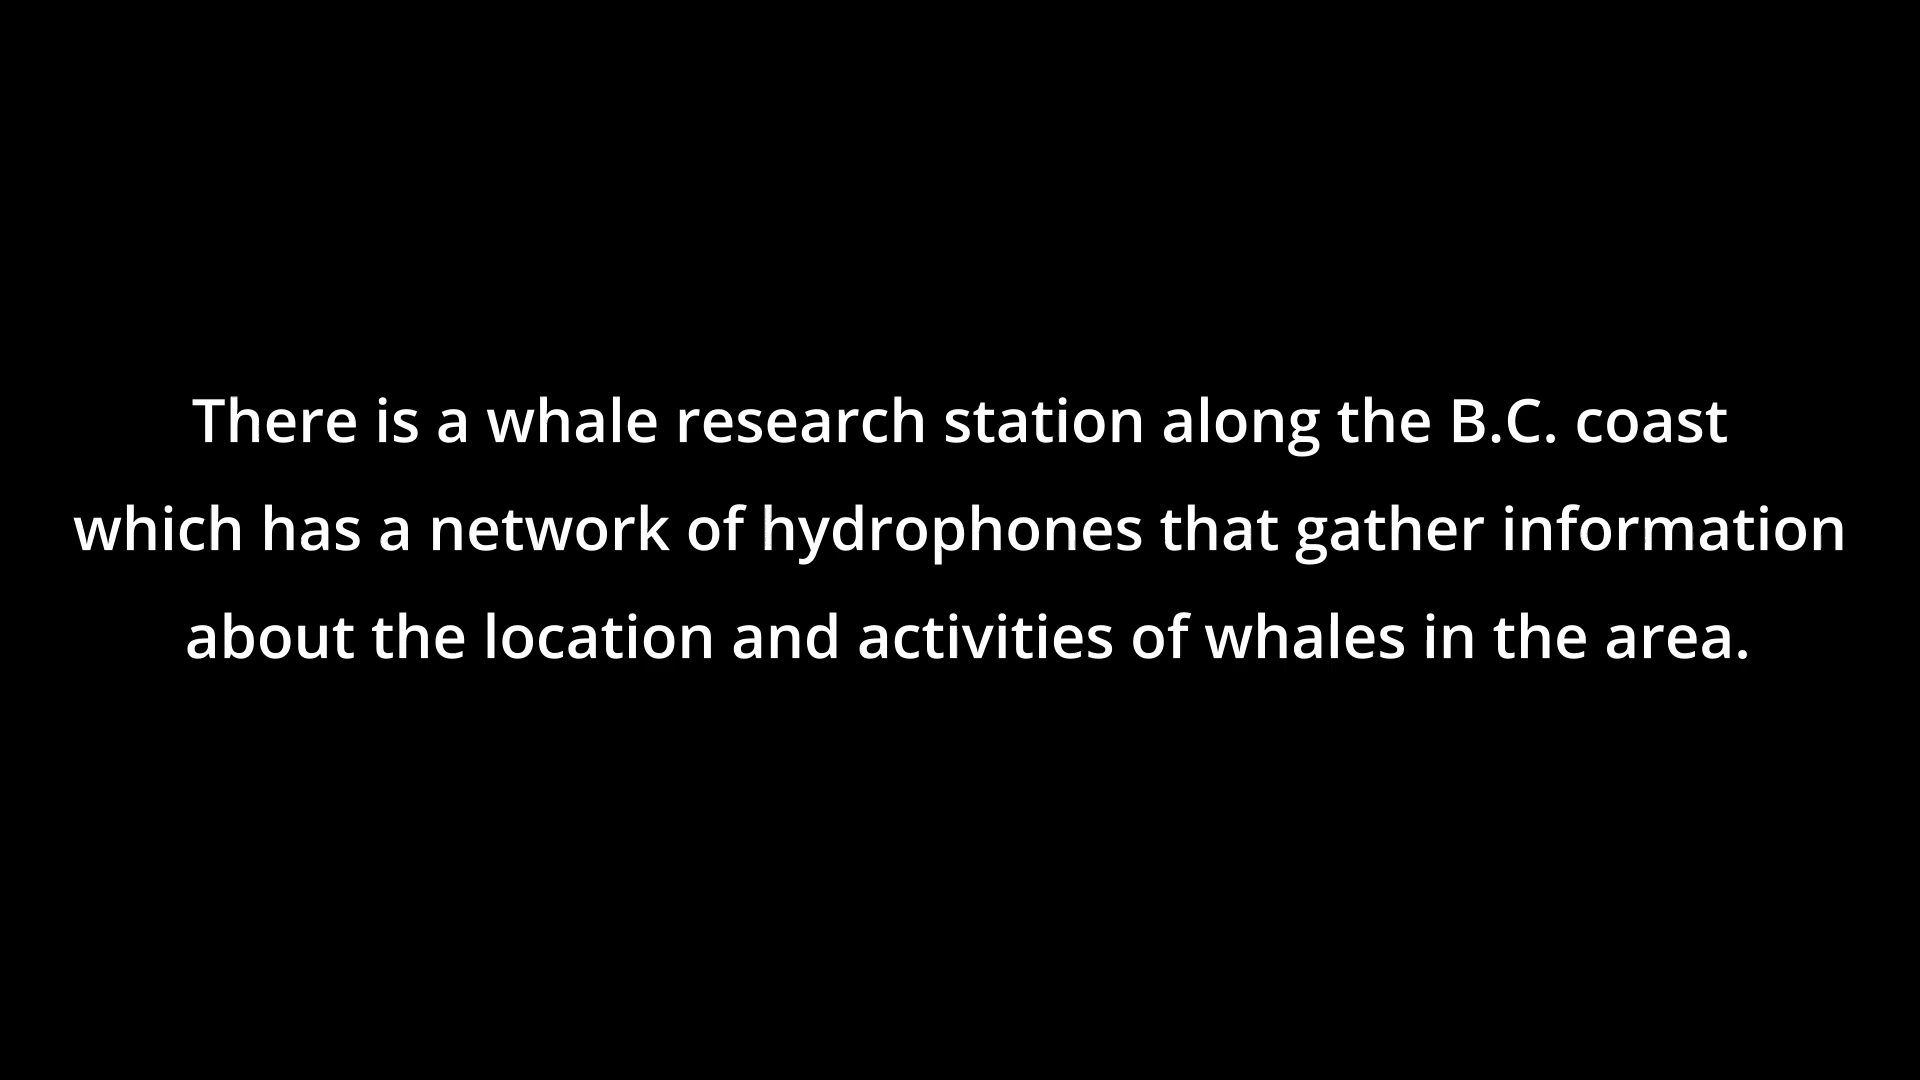 There is a whale research station along the B.C. coast
which has a network of hydrophones that gather information
about the location and activities of whales in the area.